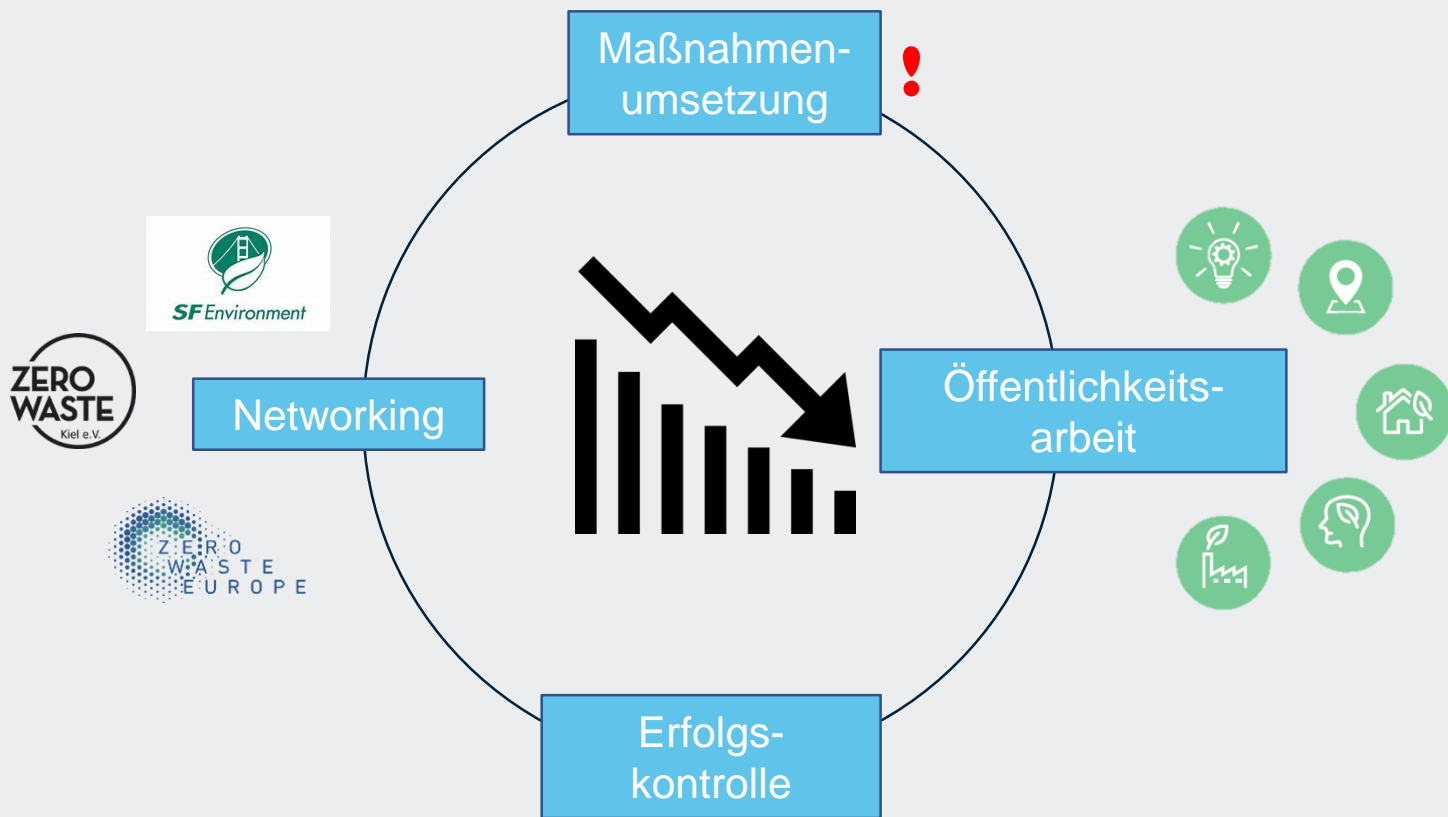 Maßnahmen-
umsetzung
!
SF Environment
ZERO
WASTE
Kiel e.V.
Networking
Öffentlichkeits-
arbeit
ZERO
WASTE
EUROPE
Erfolgs-
kontrolle